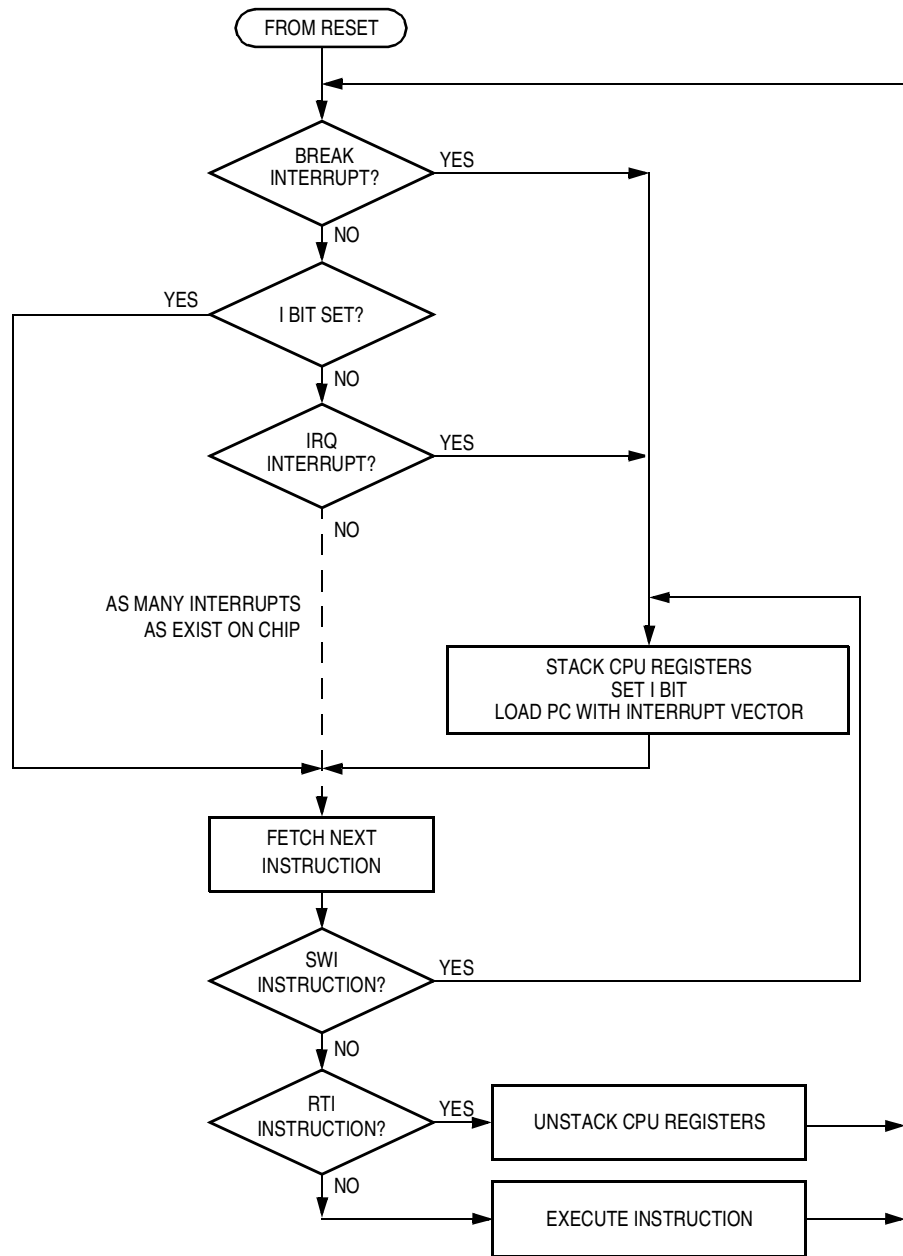 FROM RESET
BREAK
INTERRUPT?
YES
NO
YES
I BIT SET?
NO
IRQ
INTERRUPT?
YES
NO
AS MANY INTERRUPTS
AS EXIST ON CHIP
STACK CPU REGISTERS
SET I BIT
LOAD PC WITH INTERRUPT VECTOR
FETCH NEXT
INSTRUCTION
SWI
INSTRUCTION?
YES
NO
RTI
INSTRUCTION?
YES
UNSTACK CPU REGISTERS
NO
EXECUTE INSTRUCTION